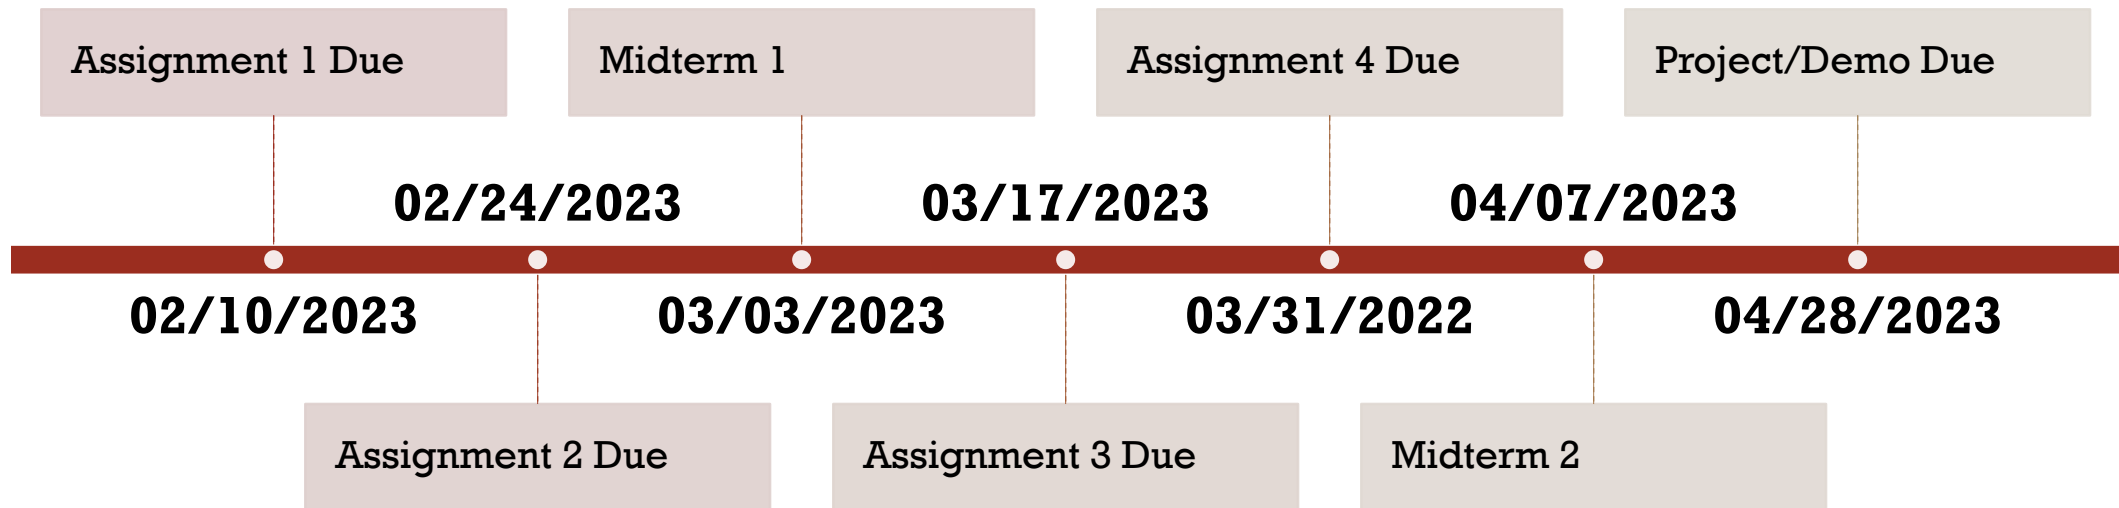 Assignment 1 Due
Midterm 1
Assignment 4 Due
Project/Demo Due
02/24/2023
03/17/2023
04/07/2023
02/10/2023
03/03/2023
03/31/2022
04/28/2023
Assignment 2 Due
Assignment 3 Due
Midterm 2